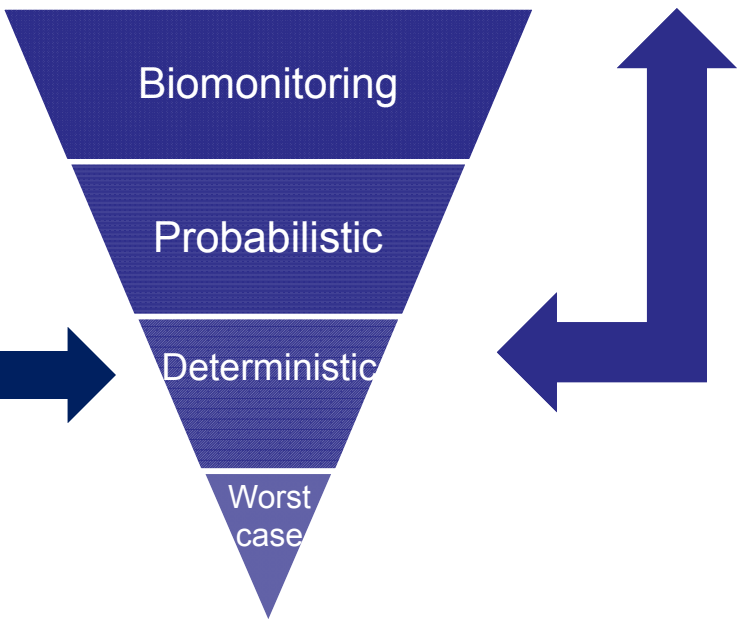 Biomonitoring
Probabilistic
Deterministic
Worst
case